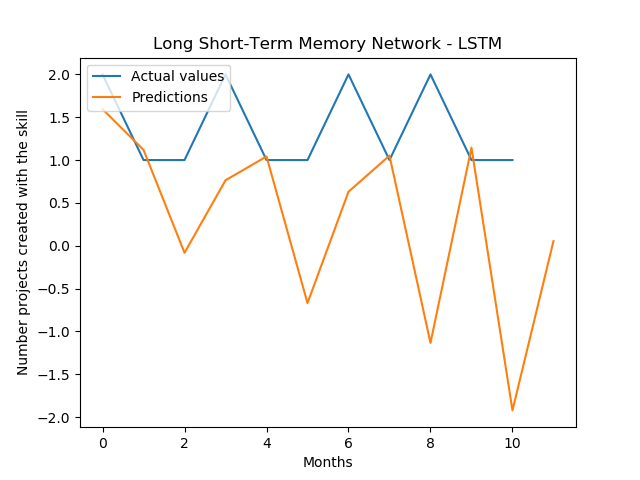 Long Short-Term Memory Network - LSTM
Actual values
Predictions
Number projects created with the skill
2.0
1.5
1.0
0.5
0.0
−0.5
−1.0
−1.5
−2.0
0 2 4 6 8 10
Months